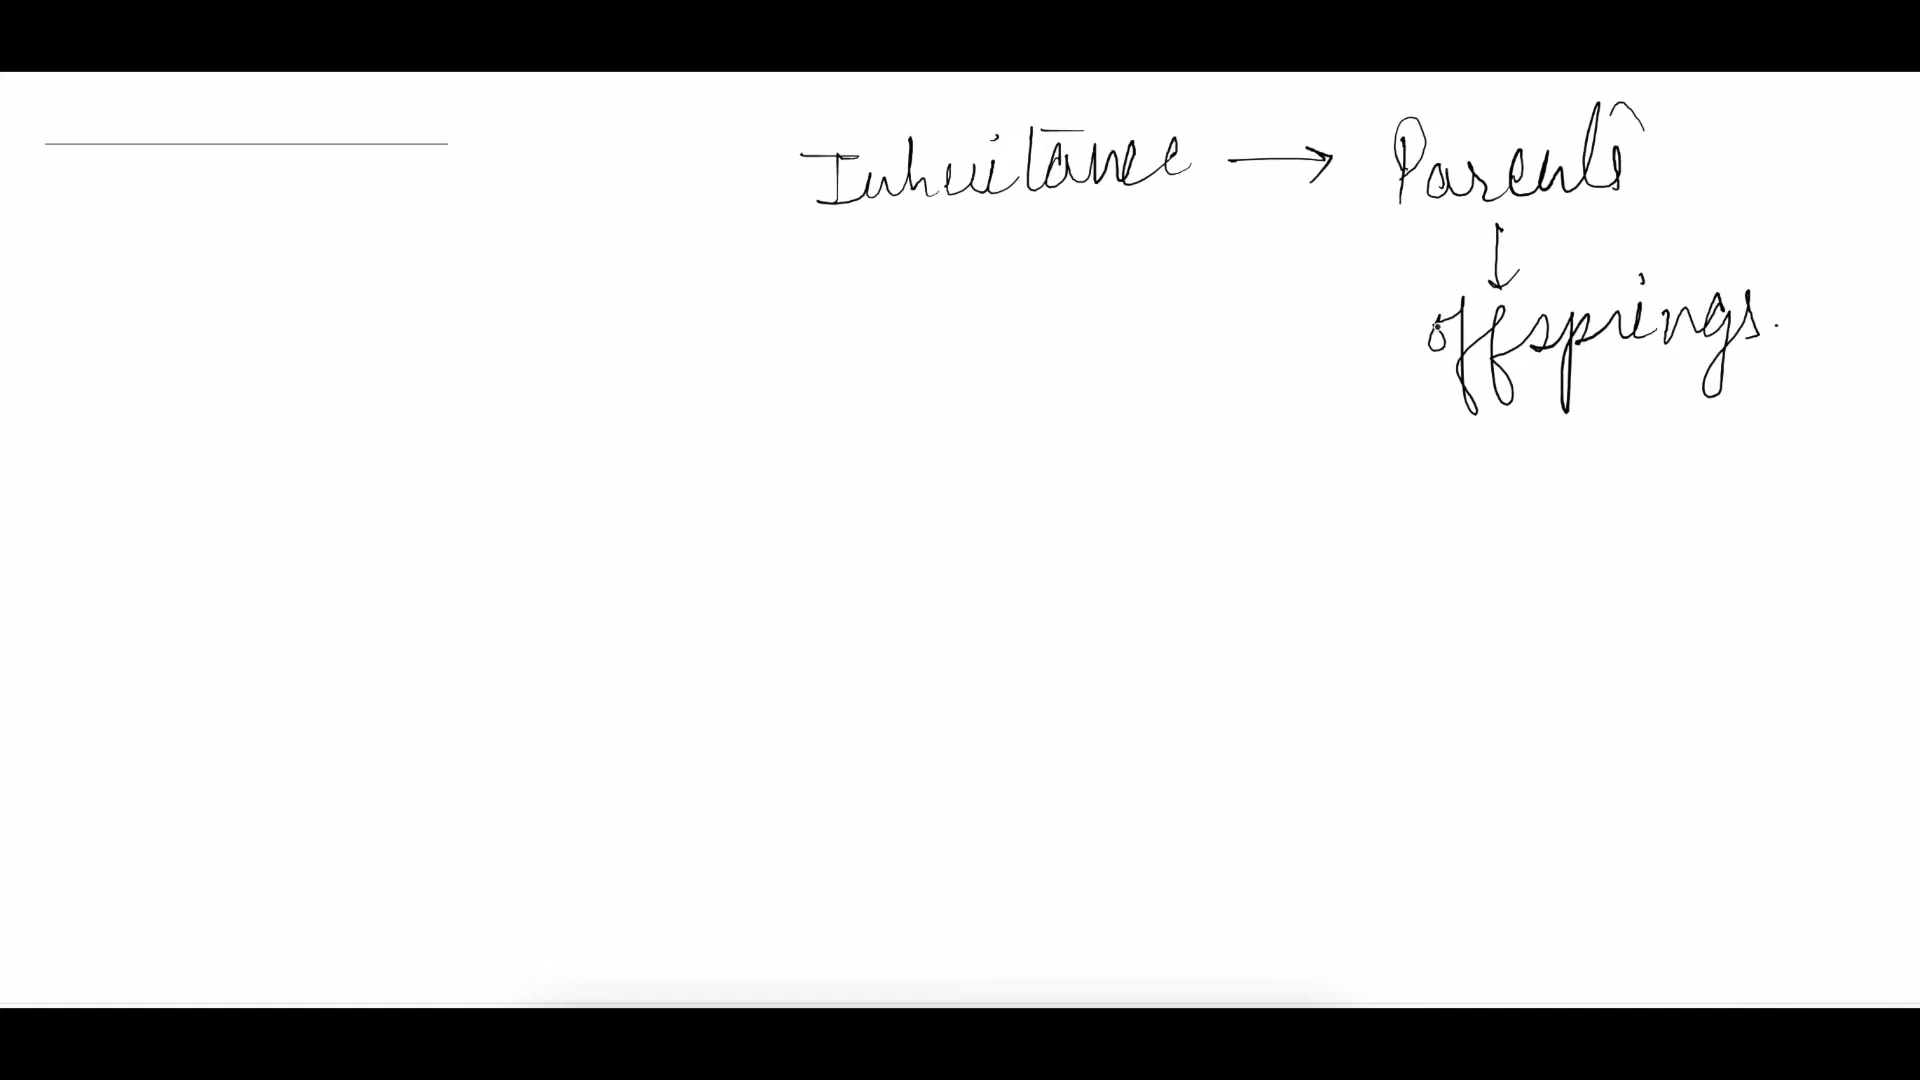 Inheritance → Parents
↓
offsprings.